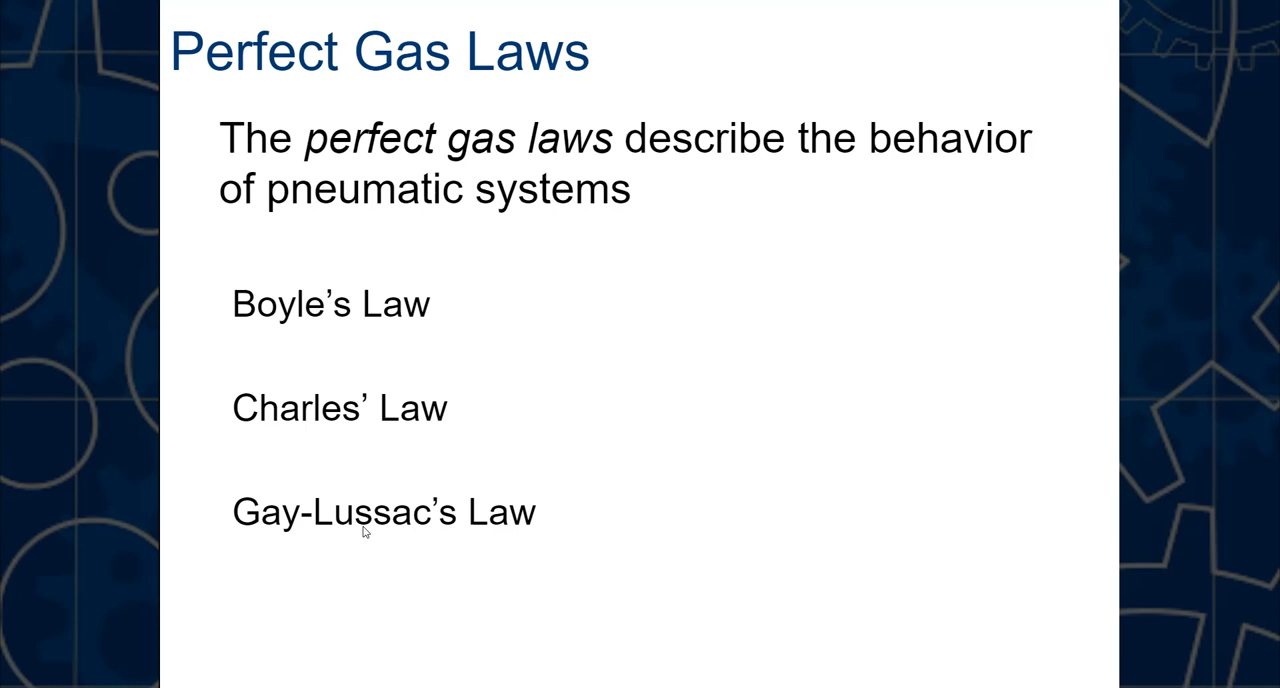 Perfect Gas Laws
The perfect gas laws describe the behavior
of pneumatic systems
Boyle’s Law
Charles’ Law
Gay-Lussac’s Law